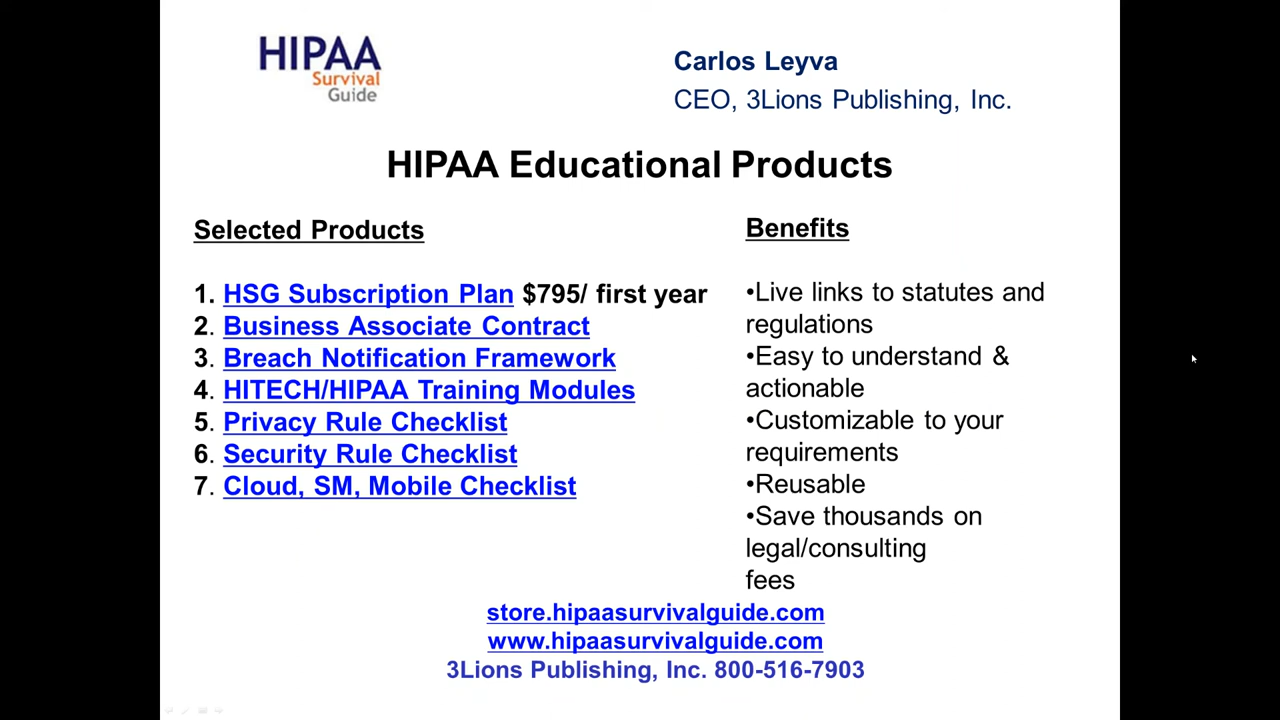 HIPAA
Survival
Guide
Carlos Leyva
CEO, 3Lions Publishing, Inc.
HIPAA Educational Products
Selected Products
1. HSG Subscription Plan $795/ first year
2. Business Associate Contract
3. Breach Notification Framework
4. HITECH/HIPAA Training Modules
5. Privacy Rule Checklist
6. Security Rule Checklist
7. Cloud, SM, Mobile Checklist
Benefits
•Live links to statutes and
regulations
•Easy to understand &
actionable
•Customizable to your
requirements
•Reusable
•Save thousands on
legal/consulting
fees
store.hipaasurvivalguide.com
www.hipaasurvivalguide.com
3Lions Publishing, Inc. 800-516-7903